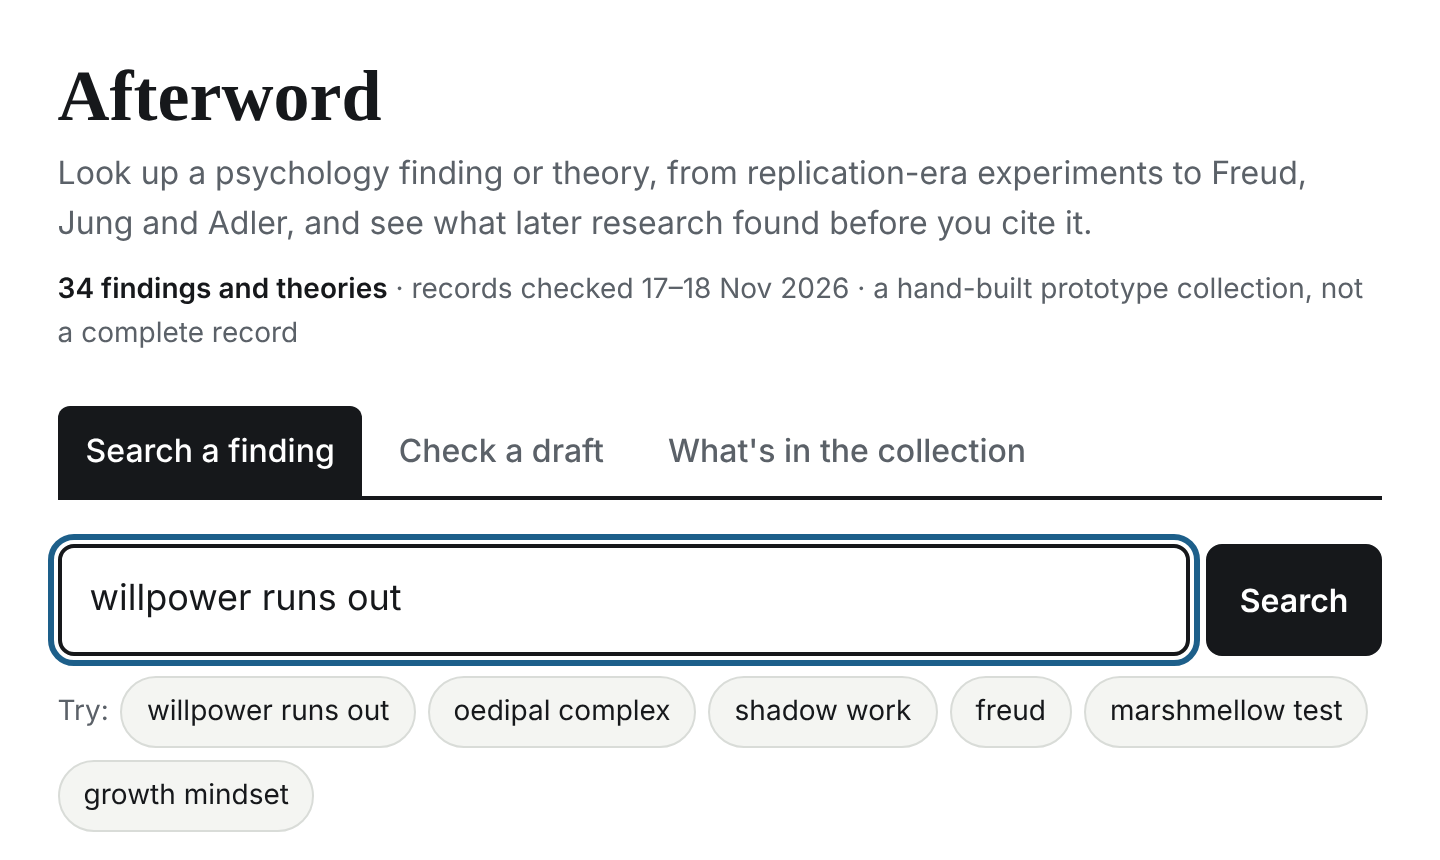 Afterword
Look up a psychology finding or theory, from replication-era experiments to Freud,
Jung and Adler, and see what later research found before you cite it.
34 findings and theories · records checked 17–18 Nov 2026 · a hand-built prototype collection, not
a complete record
Search a finding Check a draft What's in the collection
willpower runs out Search
Try: willpower runs out oedipal complex shadow work freud marshmellow test
growth mindset